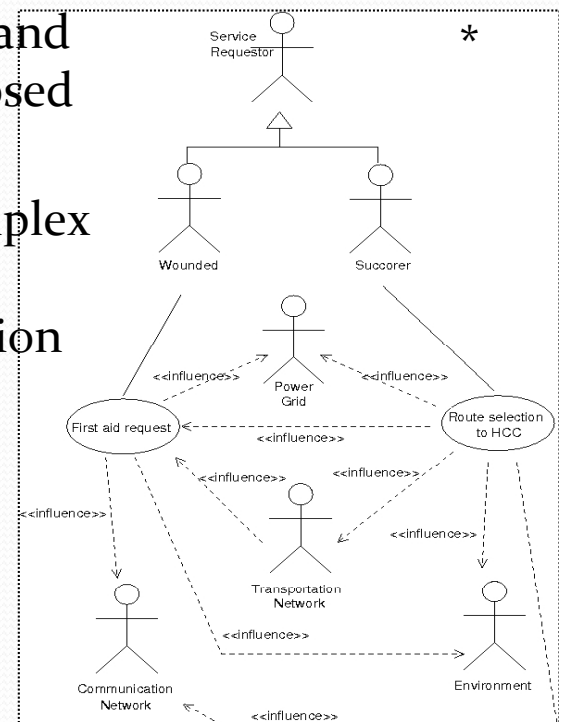 and
osed
plex
ion
Service
Requestor
*
Wounded
Succorer
<<influence>>
<<influence>>
Power
Grid
First aid request
Route selection
to HCC
<<influence>>
<<influence>>
<<influence>>
<<influence>>
<<influence>>
Transportation
Network
<<influence>>
Communication
Network
Environment
<<influence>>